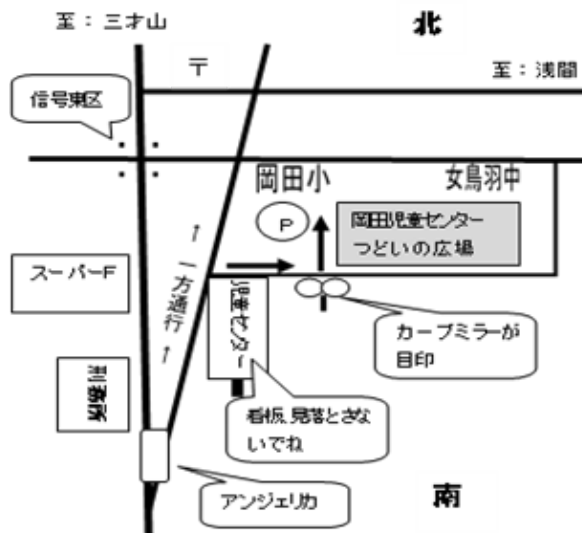 北
至：三才山
〒
至：浅間
信号東区
岡田小
女鳥羽中
P
岡田児童センター
つどいの広場
↑一方通行↑
スーパーF
児童センター
カーブミラーが
目印
刑務所
看板、見落とさな
いでね
アンジェリカ
南